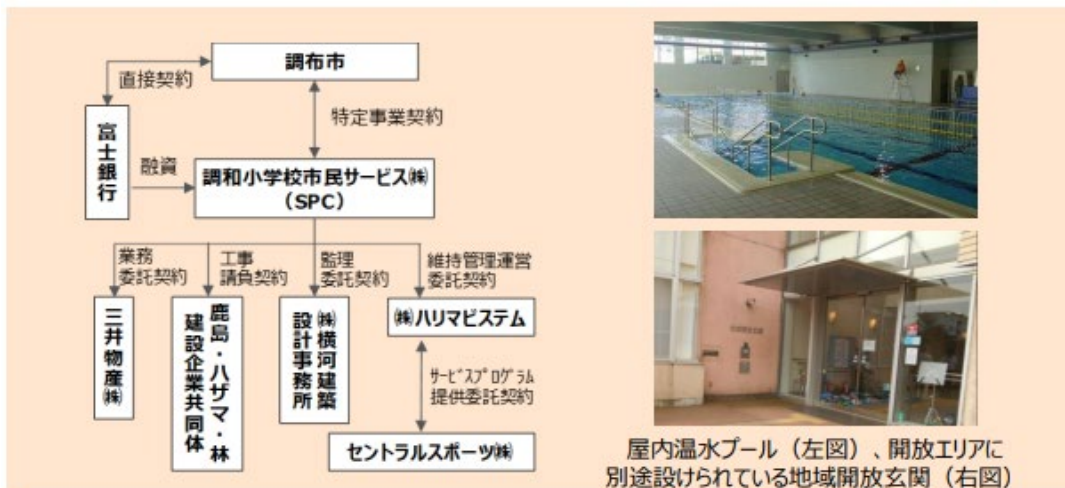 調布市
直接契約
特定事業契約
富士銀行
融資
調和小学校市民サービス㈱
(SPC)
業務
委託契約
工事
請負契約
監理
委託契約
維持管理運営
委託契約
三井物産㈱
鹿島・ハザマ・林
建設企業共同体
㈱横河建築
設計事務所
㈱ハリマビステム
ｻｰﾋﾞｽﾌﾟﾛｸﾞﾗﾑ
提供委託契約
セントラルスポーツ㈱
屋内温水プール（左図）、開放エリアに
別途設けられている地域開放玄関（右図）